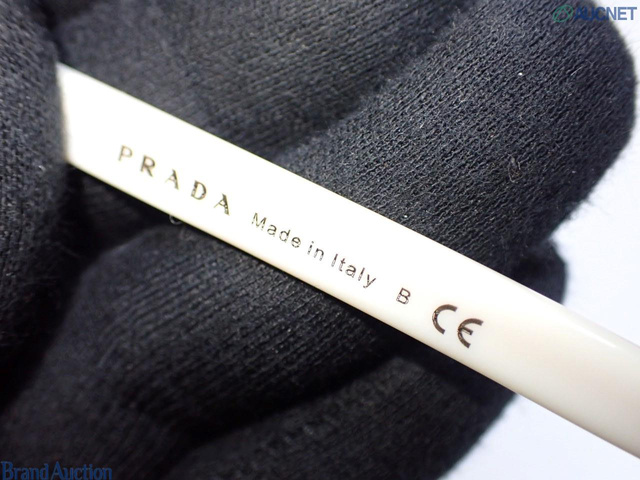 AUCNET
PRADA Made in Italy B CE
Brand Auction